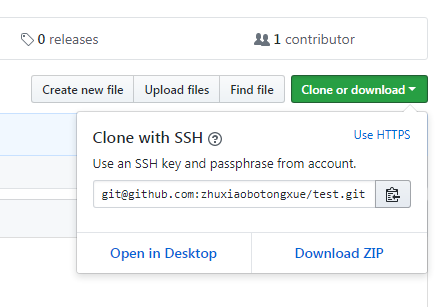 0 releases
1 contributor
Create new file
Upload files
Find file
Clone or download
Clone with SSH
Use HTTPS
Use an SSH key and passphrase from account.
git@github.com:zhuxiaobotongxue/test.git
Open in Desktop
Download ZIP